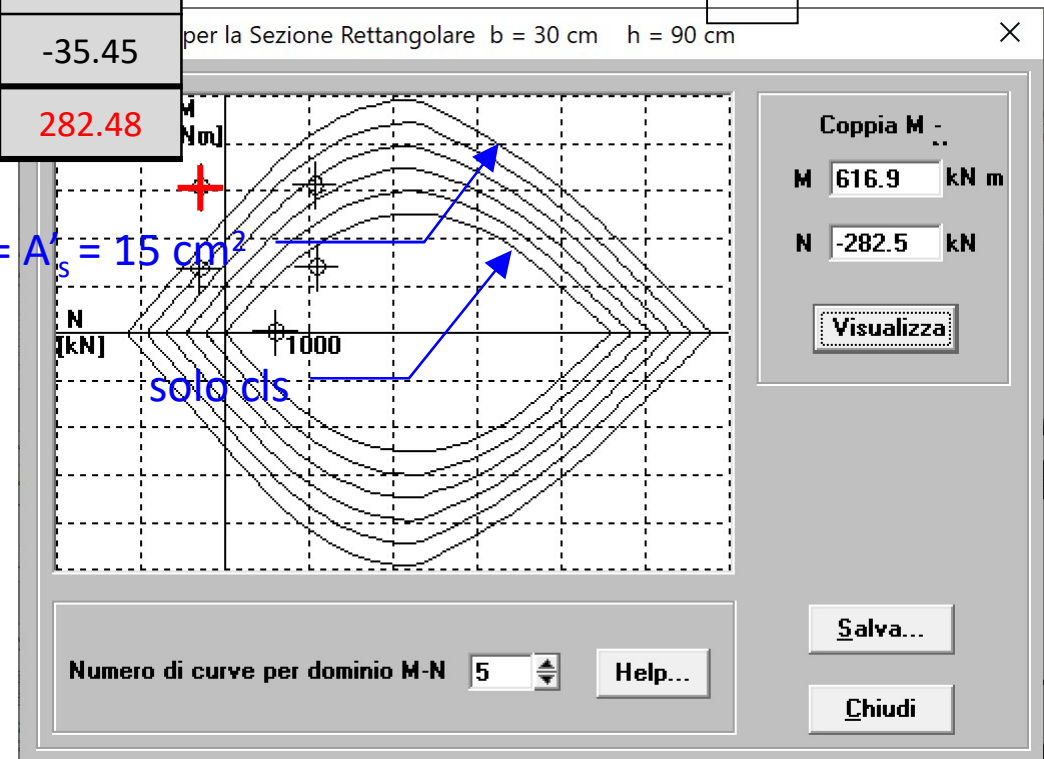 -35.45
per la Sezione Rettangolare b = 30 cm h = 90 cm
282.48
M
Nm]
= A's = 15 cm²
N
[kN]
1000
solo cls
Coppia M -
M 616.9 kN m
N -282.5 kN
Visualizza
Numero di curve per dominio M-N 5
Help...
Salva...
Chiudi